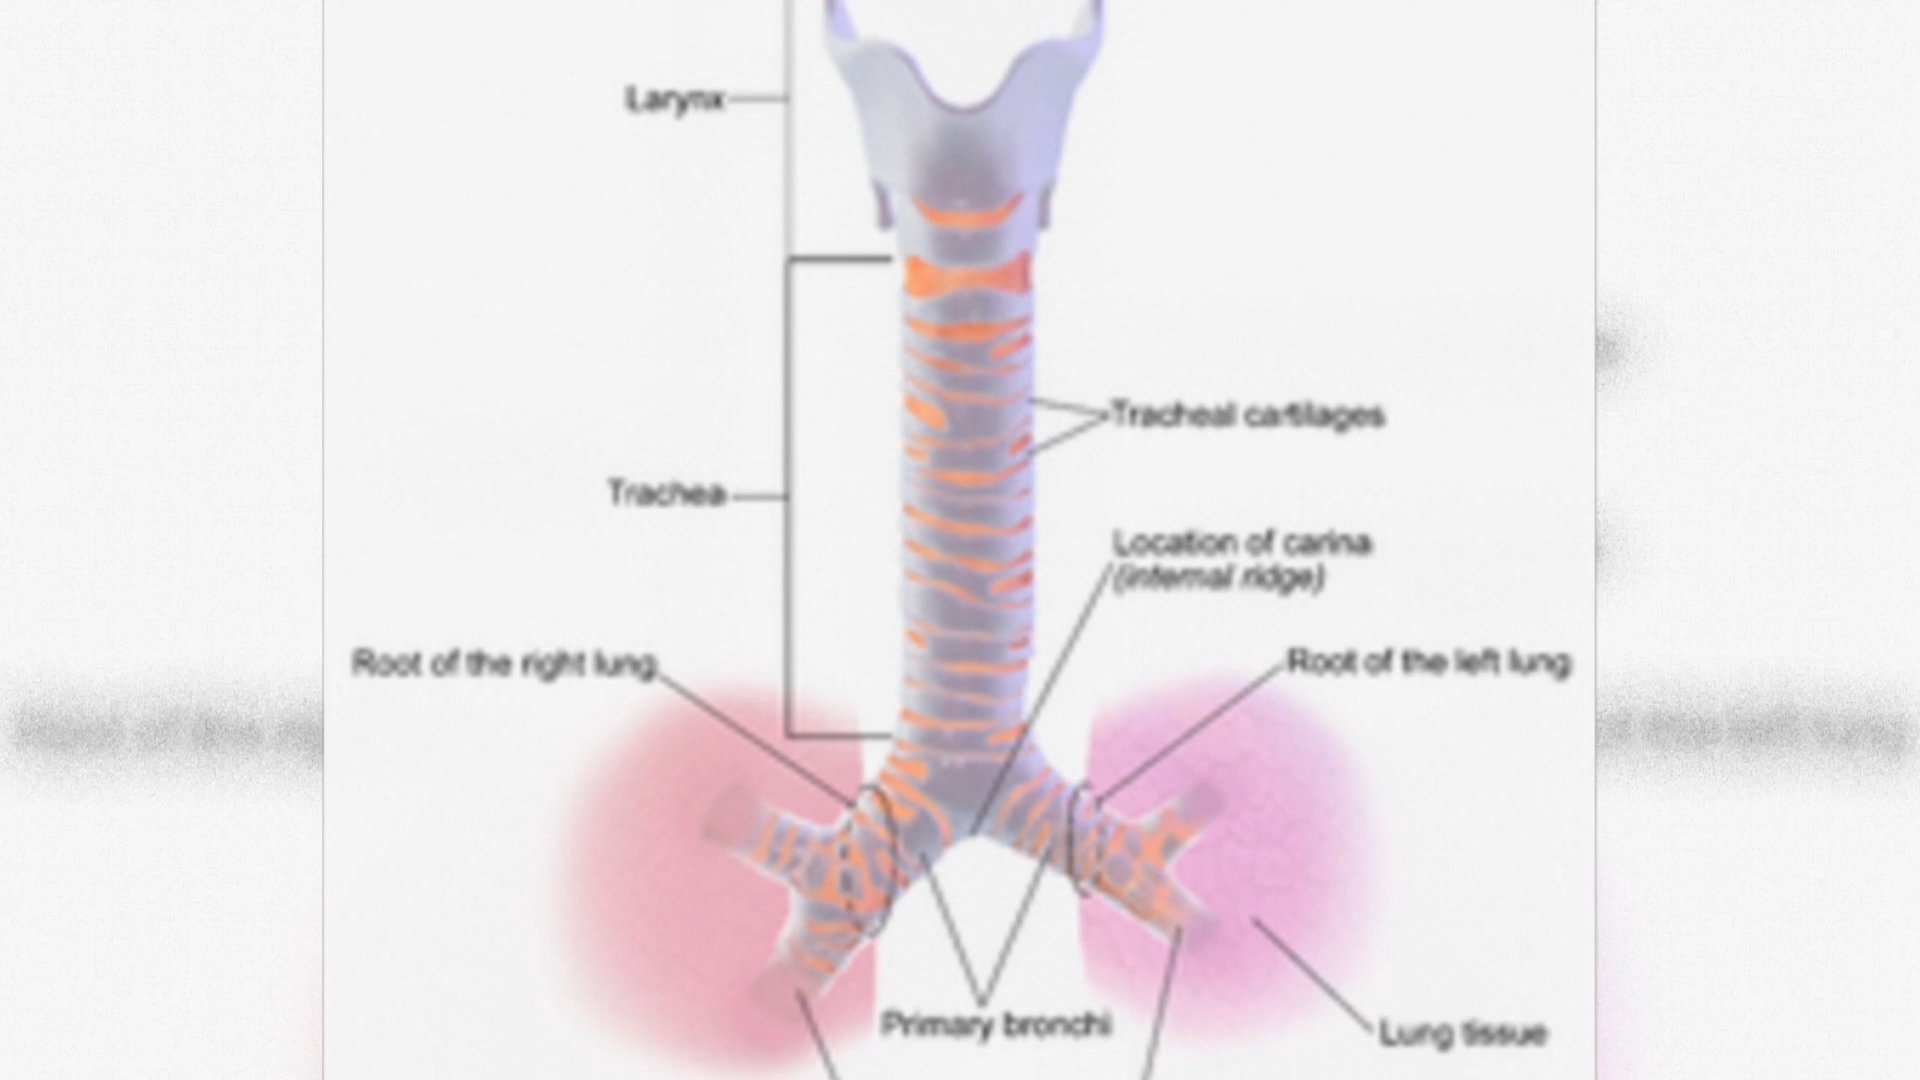 Larynx
Tracheal cartilages
Trachea
Location of carina
(internal ridge)
Root of the right lung
Root of the left lung
Primary bronchi
Lung tissue